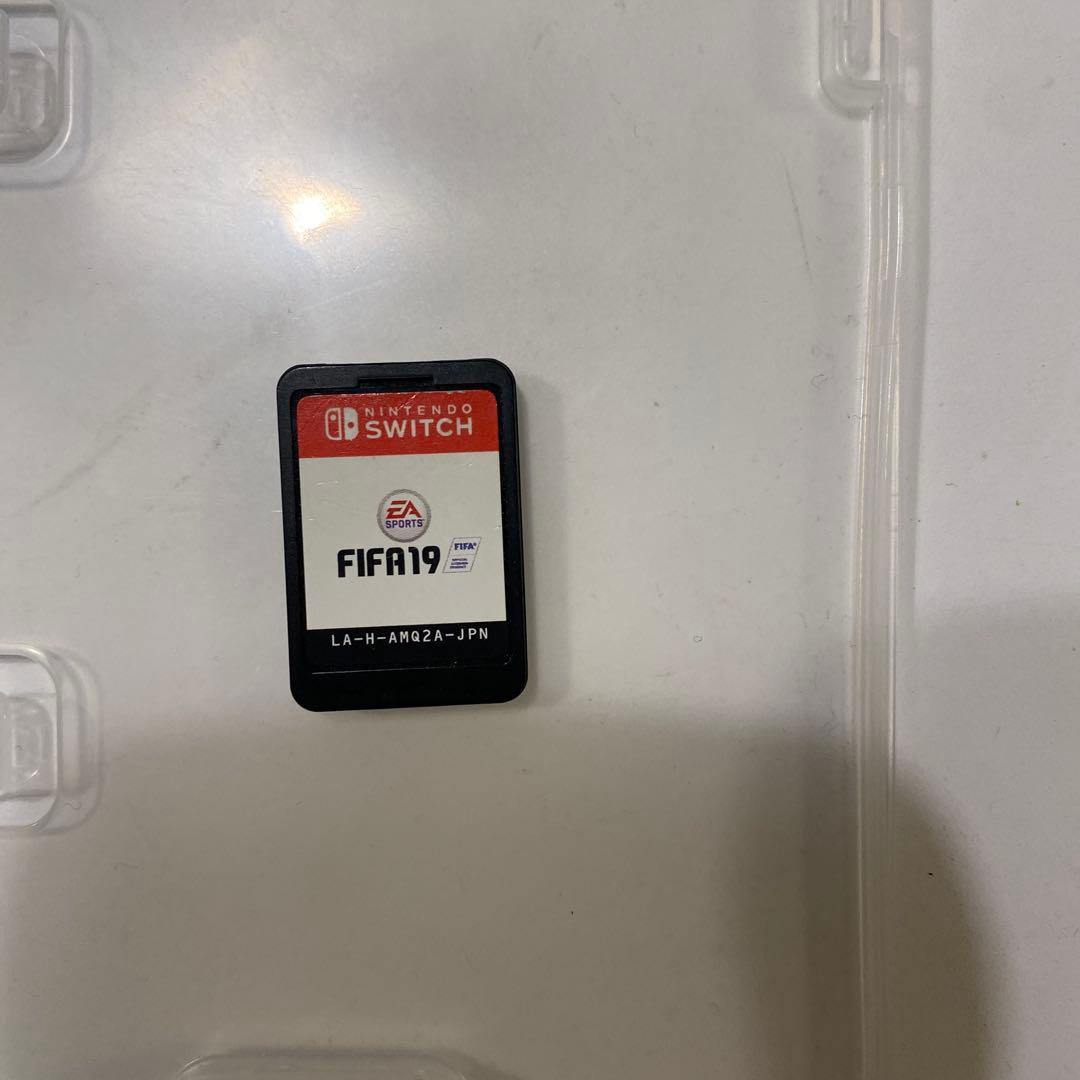 NINTENDO
SWITCH
EA
SPORTS
FIFA19
FIFA
LA-H-AMQ2A-JPN